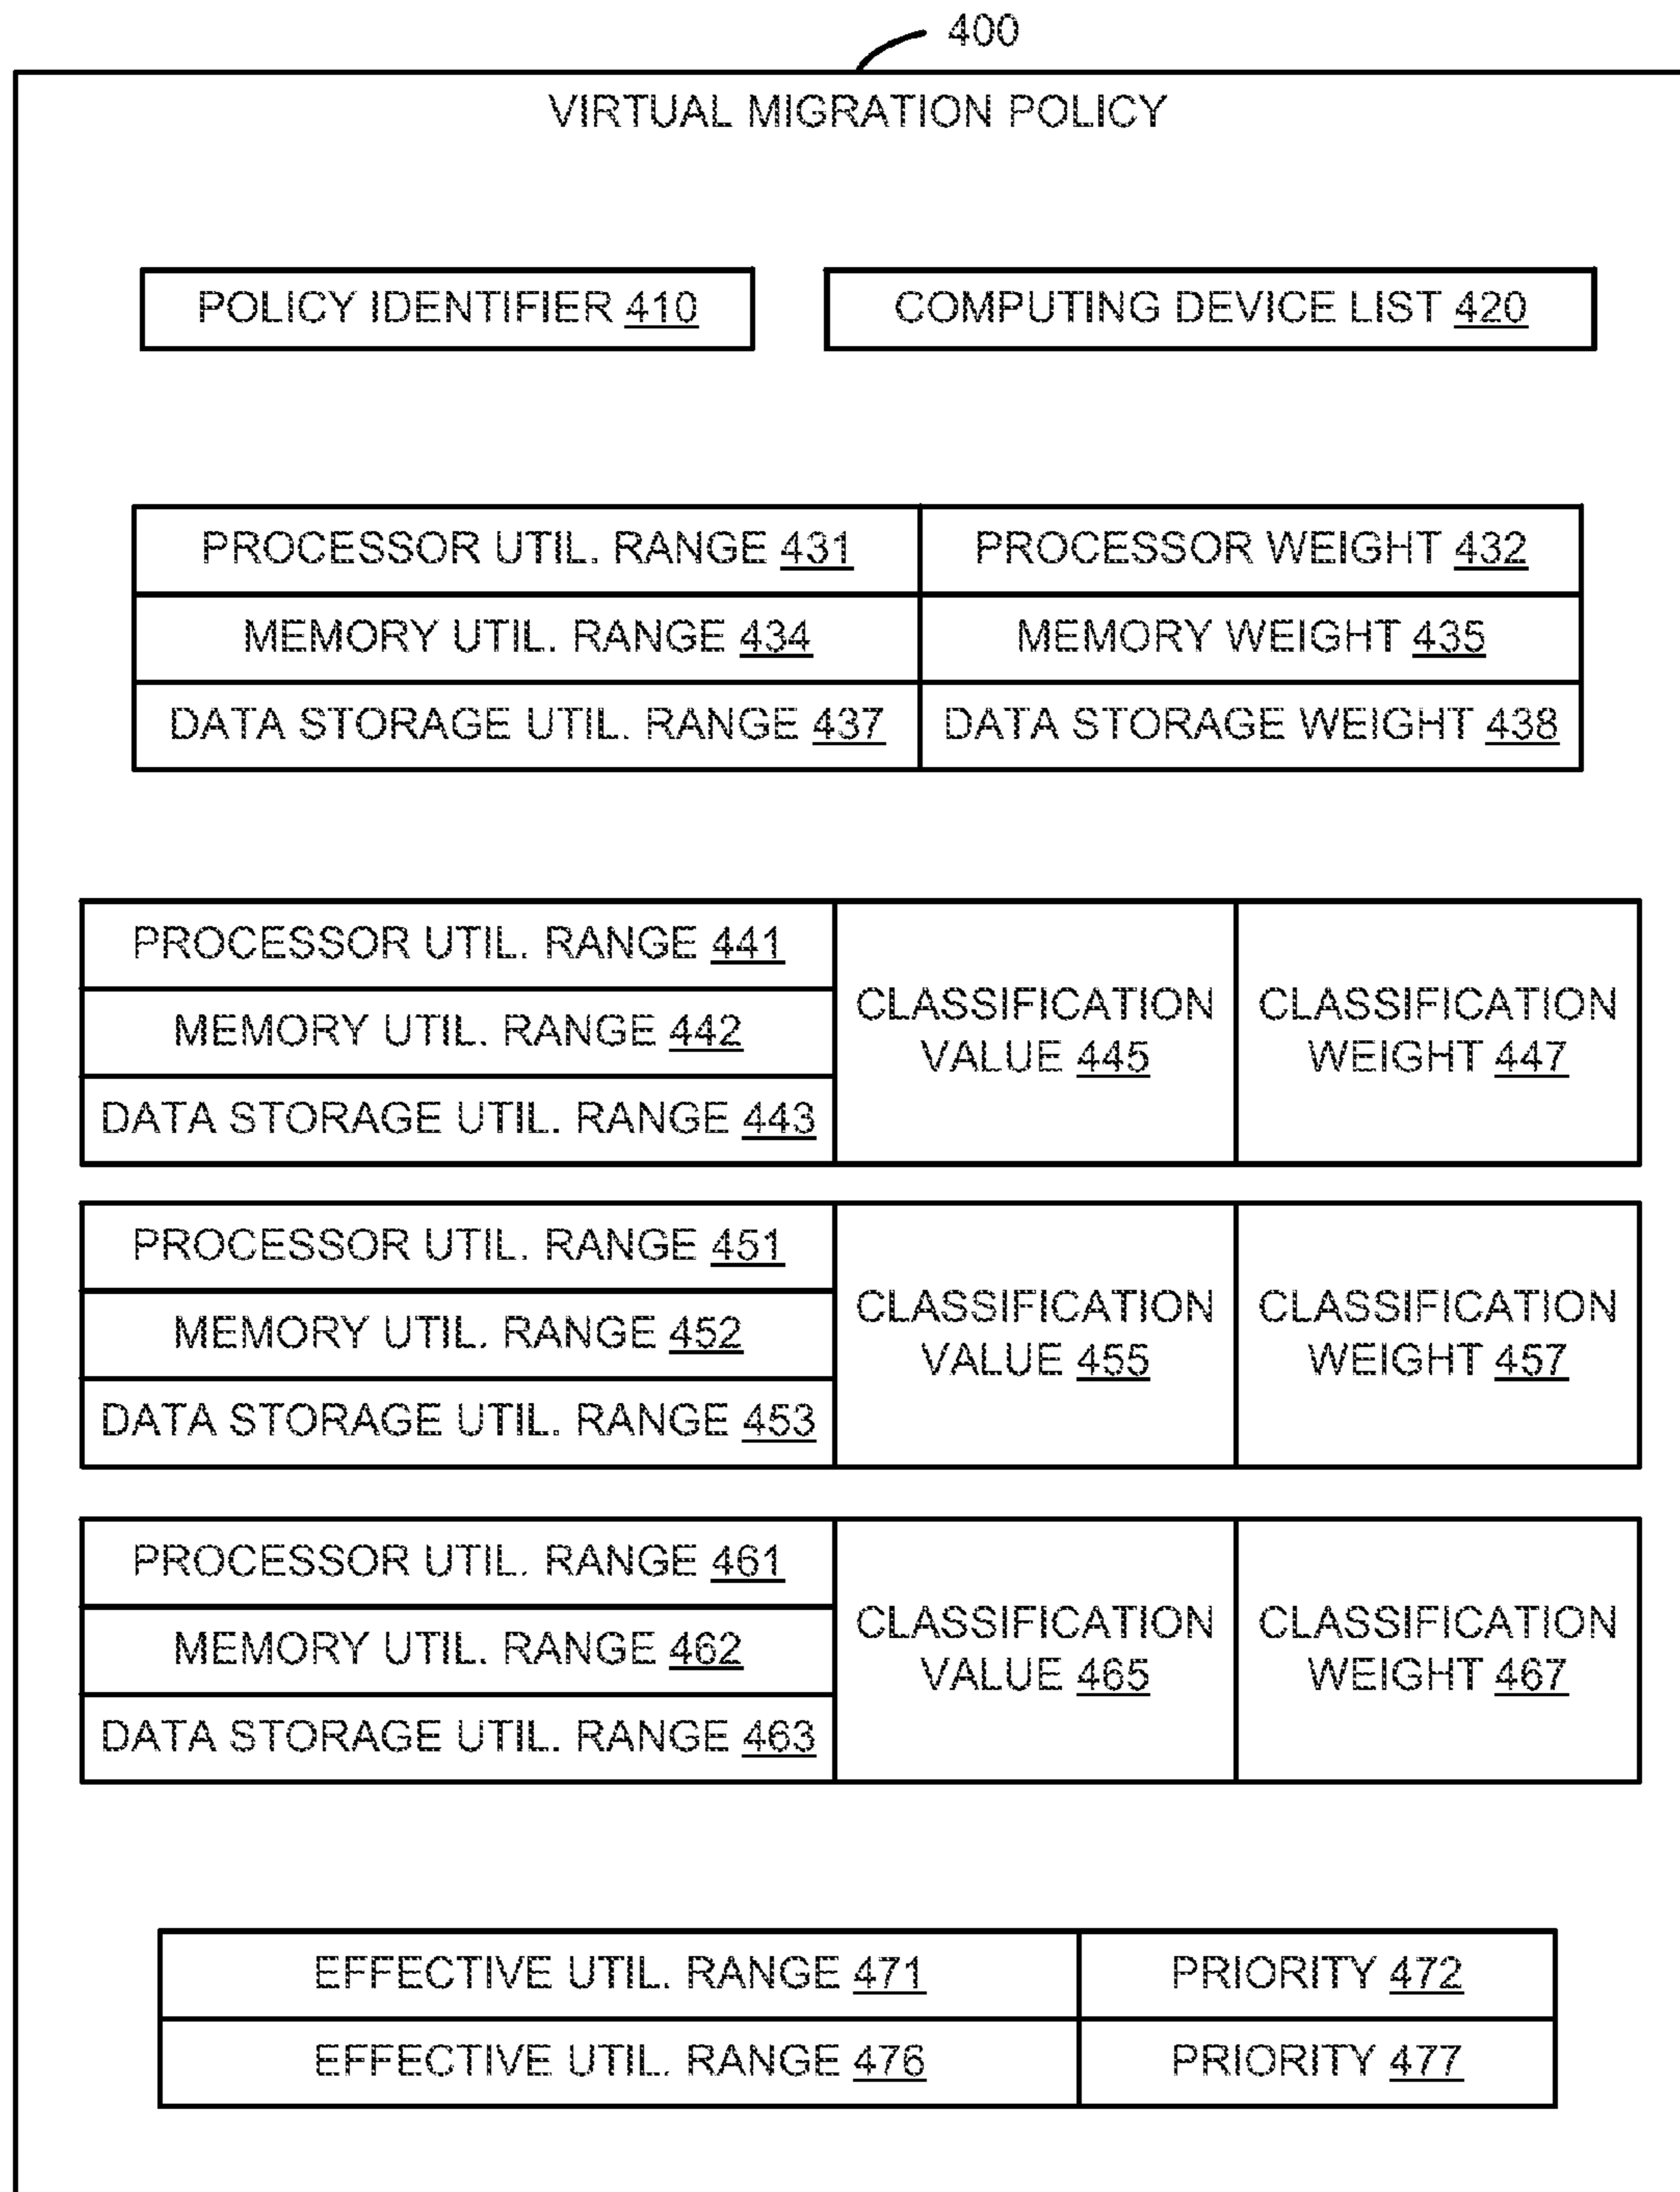 400
VIRTUAL MIGRATION POLICY
POLICY IDENTIFIER 410
COMPUTING DEVICE LIST 420
PROCESSOR UTIL. RANGE 431
PROCESSOR WEIGHT 432
MEMORY UTIL. RANGE 434
MEMORY WEIGHT 435
DATA STORAGE UTIL. RANGE 437
DATA STORAGE WEIGHT 438
PROCESSOR UTIL. RANGE 441
MEMORY UTIL. RANGE 442
DATA STORAGE UTIL. RANGE 443
CLASSIFICATION
VALUE 445
CLASSIFICATION
WEIGHT 447
PROCESSOR UTIL. RANGE 451
MEMORY UTIL. RANGE 452
DATA STORAGE UTIL. RANGE 453
CLASSIFICATION
VALUE 455
CLASSIFICATION
WEIGHT 457
PROCESSOR UTIL. RANGE 461
MEMORY UTIL. RANGE 462
DATA STORAGE UTIL. RANGE 463
CLASSIFICATION
VALUE 465
CLASSIFICATION
WEIGHT 467
EFFECTIVE UTIL. RANGE 471
PRIORITY 472
EFFECTIVE UTIL. RANGE 476
PRIORITY 477